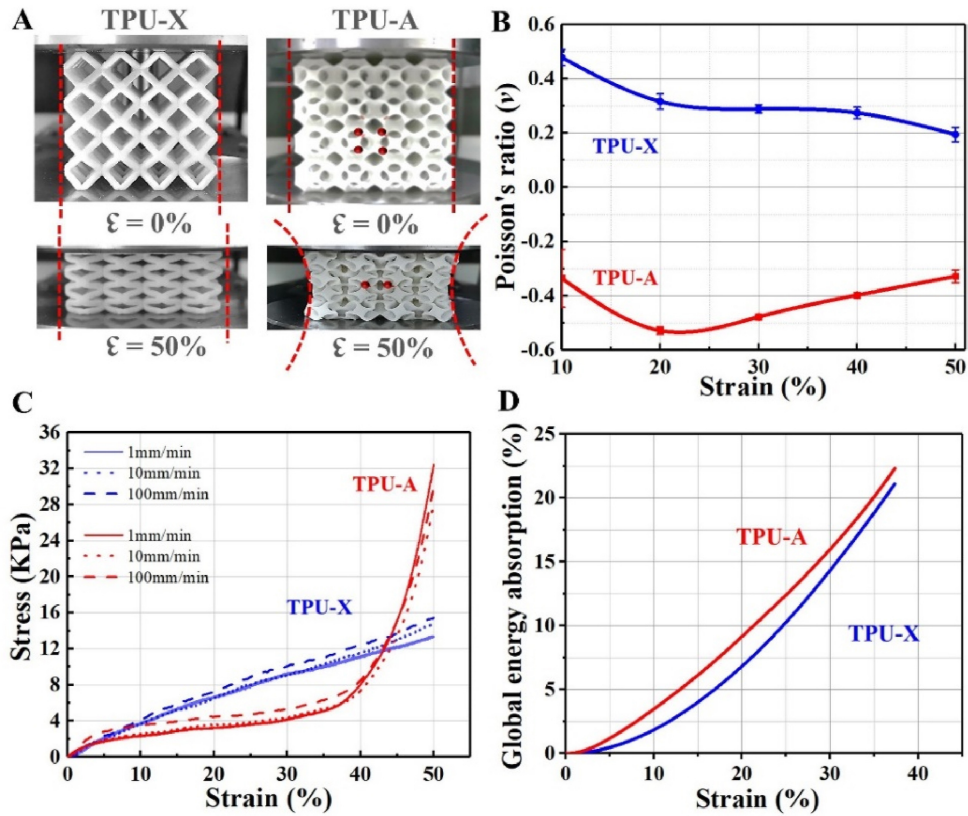 A
TPU-X
TPU-A
Ɛ = 0%
Ɛ = 0%
Ɛ = 50%
Ɛ = 50%
B
Poisson's ratio (v)
0.6
0.4
0.2
0.0
-0.2
-0.4
-0.6
TPU-X
TPU-A
10
20
30
40
50
Strain (%)
C
Stress (KPa)
36
32
28
24
20
16
12
8
4
0
1mm/min
10mm/min
100mm/min
1mm/min
10mm/min
100mm/min
TPU-A
TPU-X
0
10
20
30
40
50
Strain (%)
D
Global energy absorption (%)
25
20
15
10
5
0
TPU-A
TPU-X
0
10
20
30
40
Strain (%)